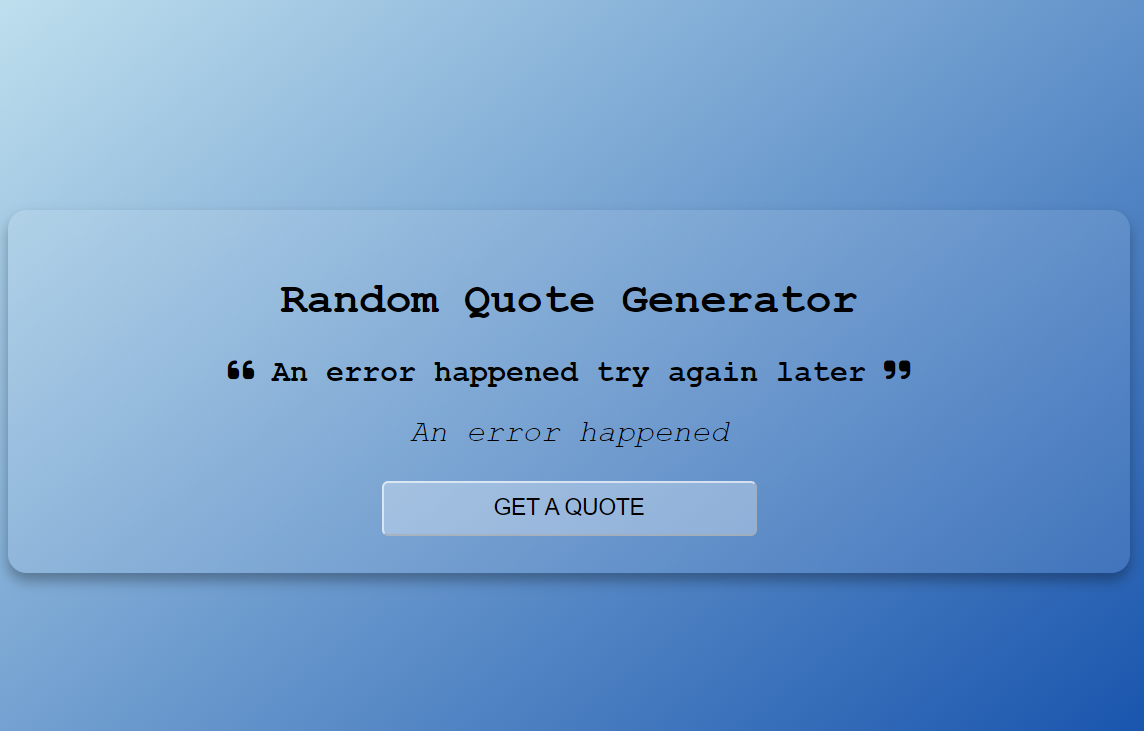 Random Quote Generator
❝ An error happened try again later ❞
An error happened
GET A QUOTE